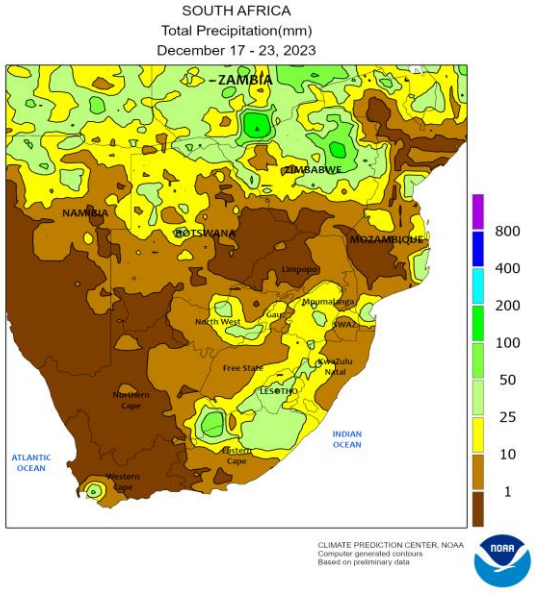 SOUTH AFRICA
Total Precipitation(mm)
December 17 - 23, 2023
ZAMBIA
ZIMBABWE
NAMIBIA
BOTSWANA
MOZAMBIQUE
Limpopo
Mpumalanga
North West
Gau
SWAZ
Free State
KwaZulu
Natal
LESOTHO
Northern
Cape
Eastern
Cape
Western
Cape
ATLANTIC
OCEAN
INDIAN
OCEAN
800
400
200
100
50
25
10
1
CLIMATE PREDICTION CENTER, NOAA
Computer generated contours
Based on preliminary data
NOAA